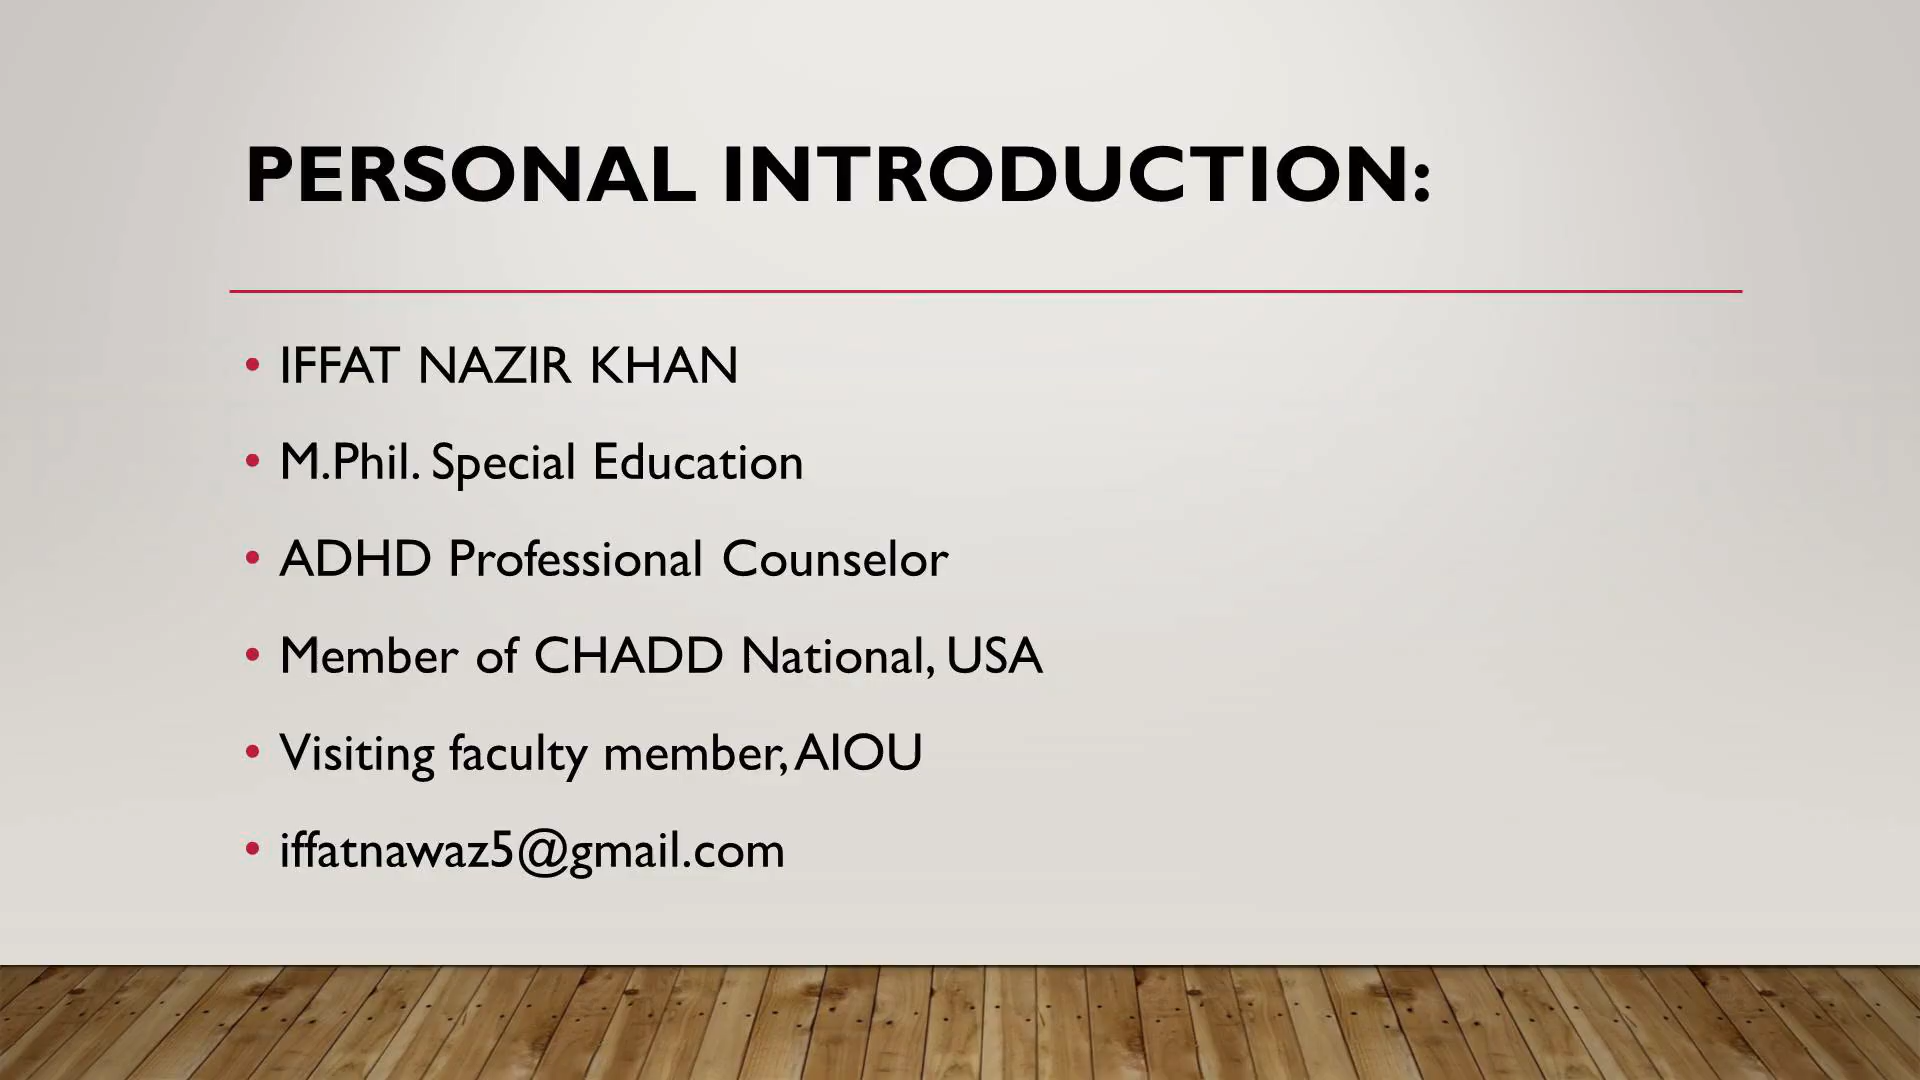 PERSONAL INTRODUCTION:
• IFFAT NAZIR KHAN
• M.Phil. Special Education
• ADHD Professional Counselor
• Member of CHADD National, USA
• Visiting faculty member, AIOU
• iffatnawaz5@gmail.com